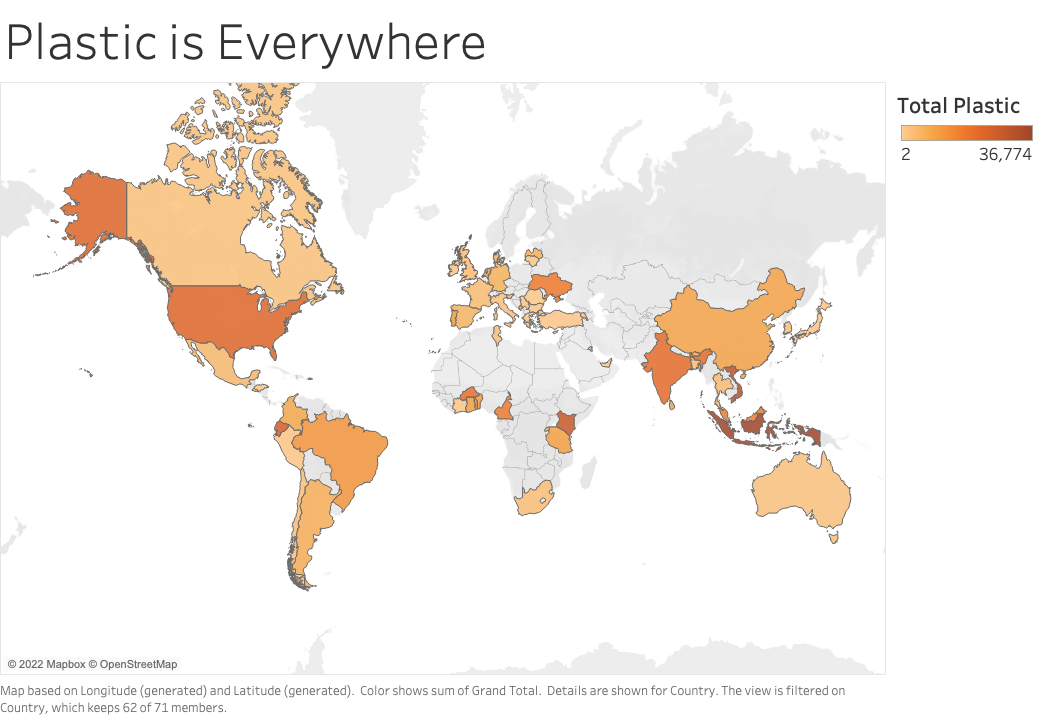 Plastic is Everywhere
Total Plastic
2 36,774
© 2022 Mapbox © OpenStreetMap
Map based on Longitude (generated) and Latitude (generated). Color shows sum of Grand Total. Details are shown for Country. The view is filtered on
Country, which keeps 62 of 71 members.